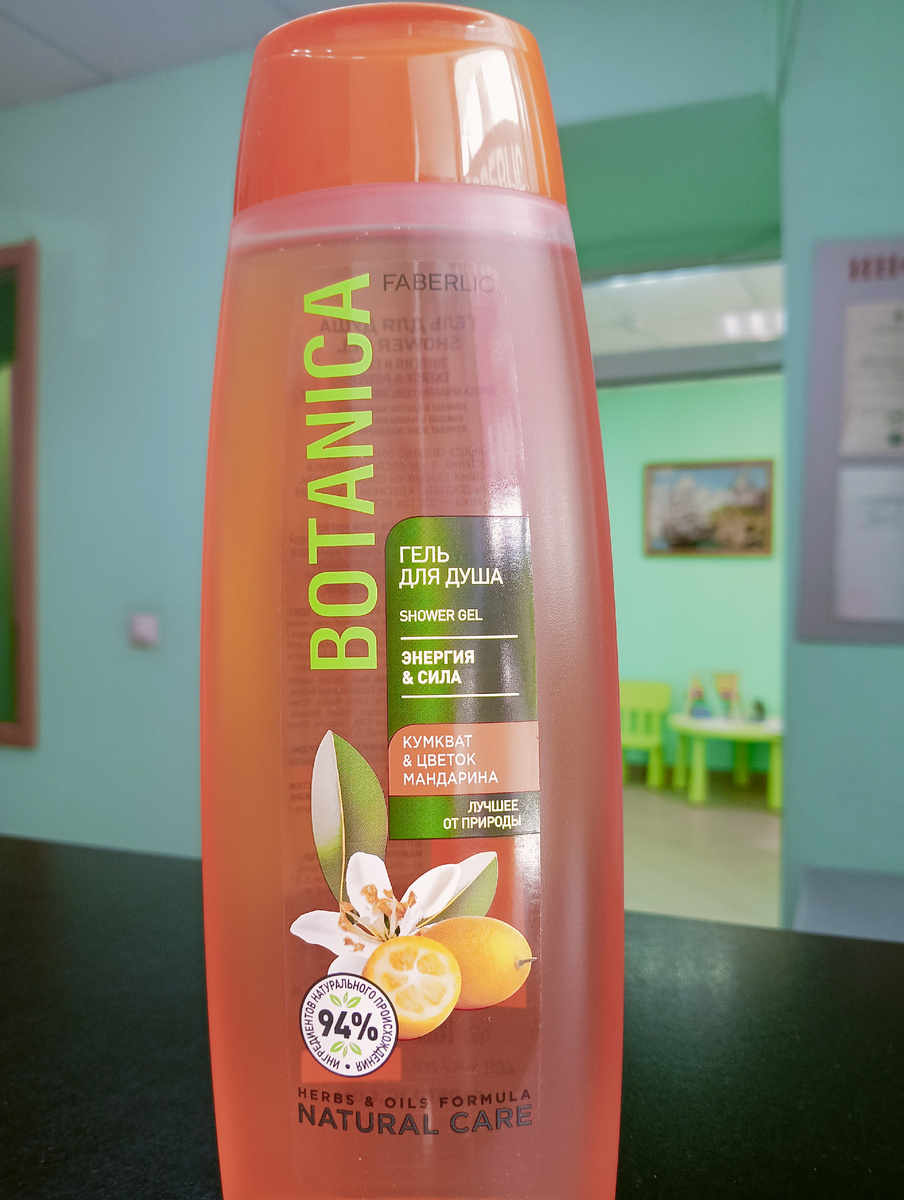 FABERLIC
BOTANICA
ГЕЛЬ
ДЛЯ ДУША
SHOWER GEL
ЭНЕРГИЯ
& СИЛА
КУМКВАТ
& ЦВЕТОК
МАНДАРИНА
ЛУЧШЕЕ
ОТ ПРИРОДЫ
94%
ИНГРЕДИЕНТОВ НАТУРАЛЬНОГО ПРОИСХОЖДЕНИЯ •
HERBS & OILS FORMULA
NATURAL CARE